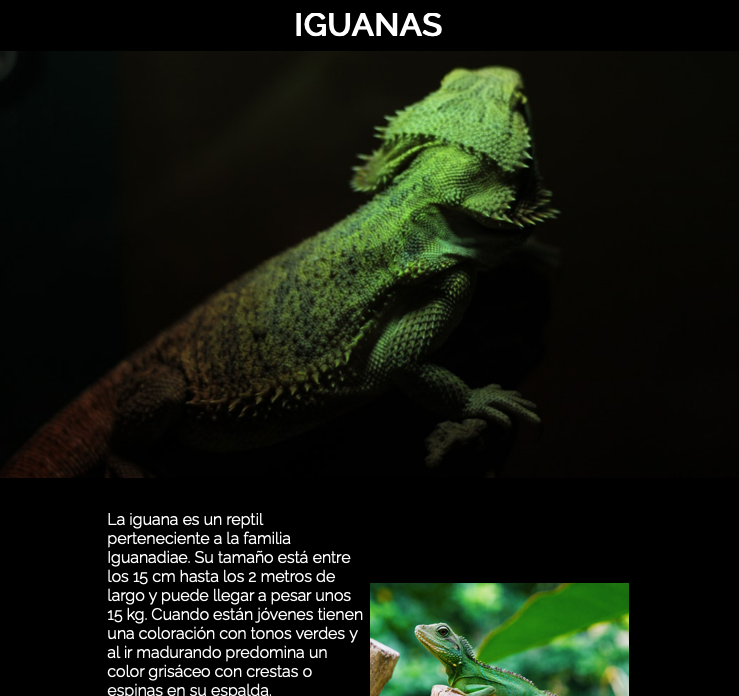 IGUANAS
La iguana es un reptil
perteneciente a la familia
Iguanadiae. Su tamaño está entre
los 15 cm hasta los 2 metros de
largo y puede llegar a pesar unos
15 kg. Cuando están jóvenes tienen
una coloración con tonos verdes y
al ir madurando predomina un
color grisáceo con crestas o
espinas en su espalda.